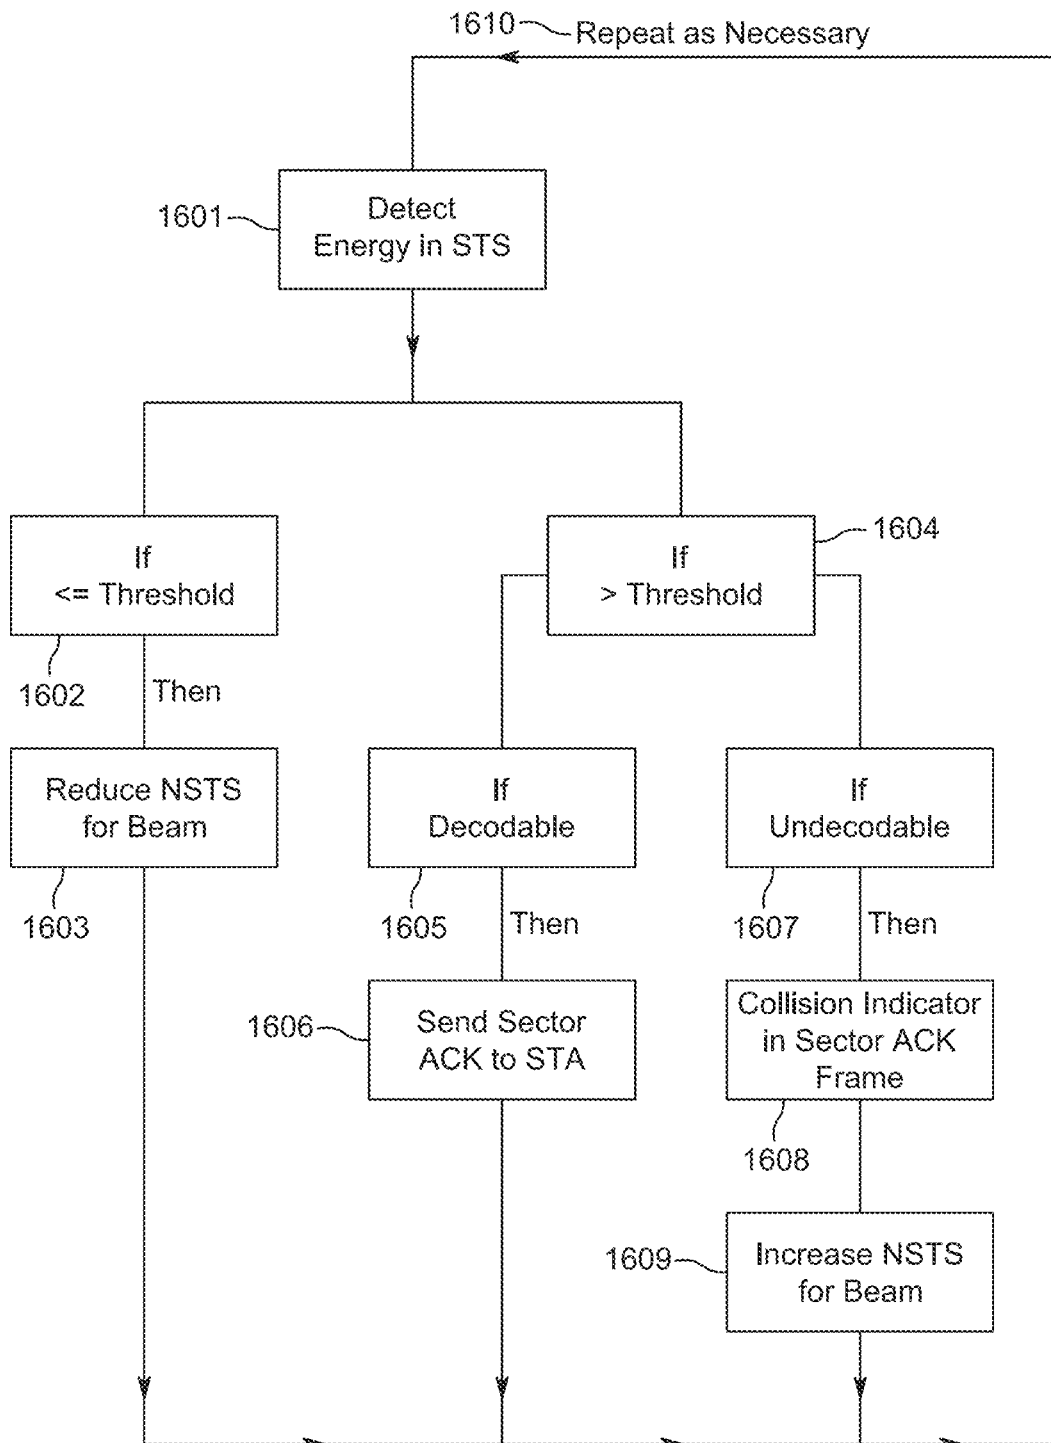 1610
Repeat as Necessary
1601
Detect
Energy in STS
If
<= Threshold
1602
Then
If
> Threshold
1604
Reduce NSTS
for Beam
1603
If
Decodable
1605
Then
If
Undecodable
1607
Then
1606
Send Sector
ACK to STA
Collision Indicator
in Sector ACK
Frame
1608
1609
Increase NSTS
for Beam